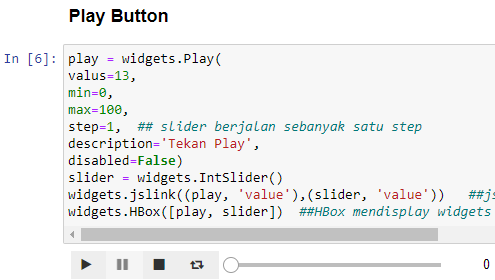 Play Button
In [6]: play = widgets.Play(
valus=13,
min=0,
max=100,
step=1,  ## slider berjalan sebanyak satu step
description='Tekan Play',
disabled=False)
slider = widgets.IntSlider()
widgets.jslink((play, 'value'),(slider, 'value'))   ##js
widgets.HBox([play, slider])  ##HBox mendisplay widgets
0